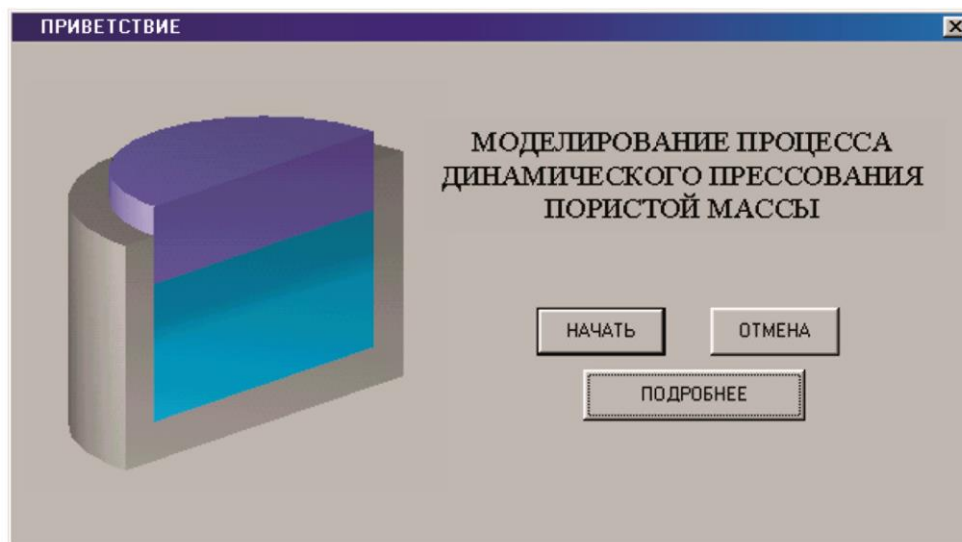 ПРИВЕТСТВИЕ
МОДЕЛИРОВАНИЕ ПРОЦЕССА
ДИНАМИЧЕСКОГО ПРЕССОВАНИЯ
ПОРИСТОЙ МАССЫ
НАЧАТЬ
ОТМЕНА
ПОДРОБНЕЕ